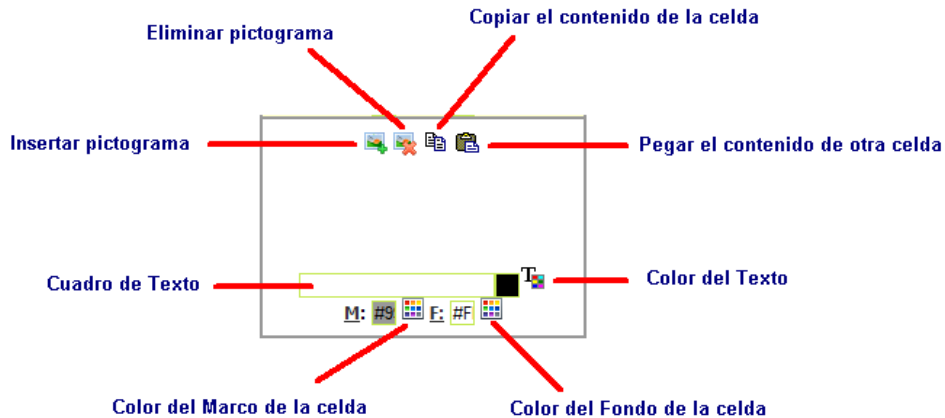 Copiar el contenido de la celda
Eliminar pictograma
Insertar pictograma
Pegar el contenido de otra celda
Cuadro de Texto
T
Color del Texto
M: #9 F: #F
Color del Marco de la celda
Color del Fondo de la celda